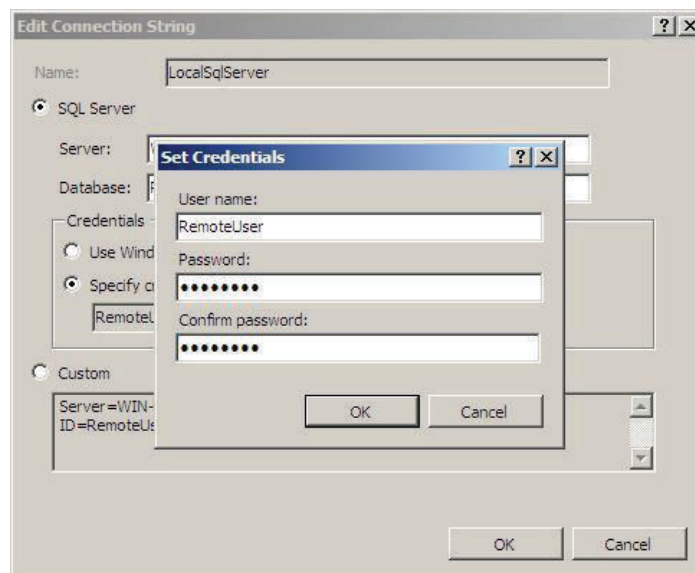 Edit Connection String
Name: LocalSqlServer
SQL Server
Server:
Set Credentials
Database:
User name:
Credentials
RemoteUser
Use Wind
Password:
Specify
••••••••
RemoteU
Confirm password:
••••••••
Custom
Server=WIN-
OK Cancel
ID=RemoteUs
OK Cancel